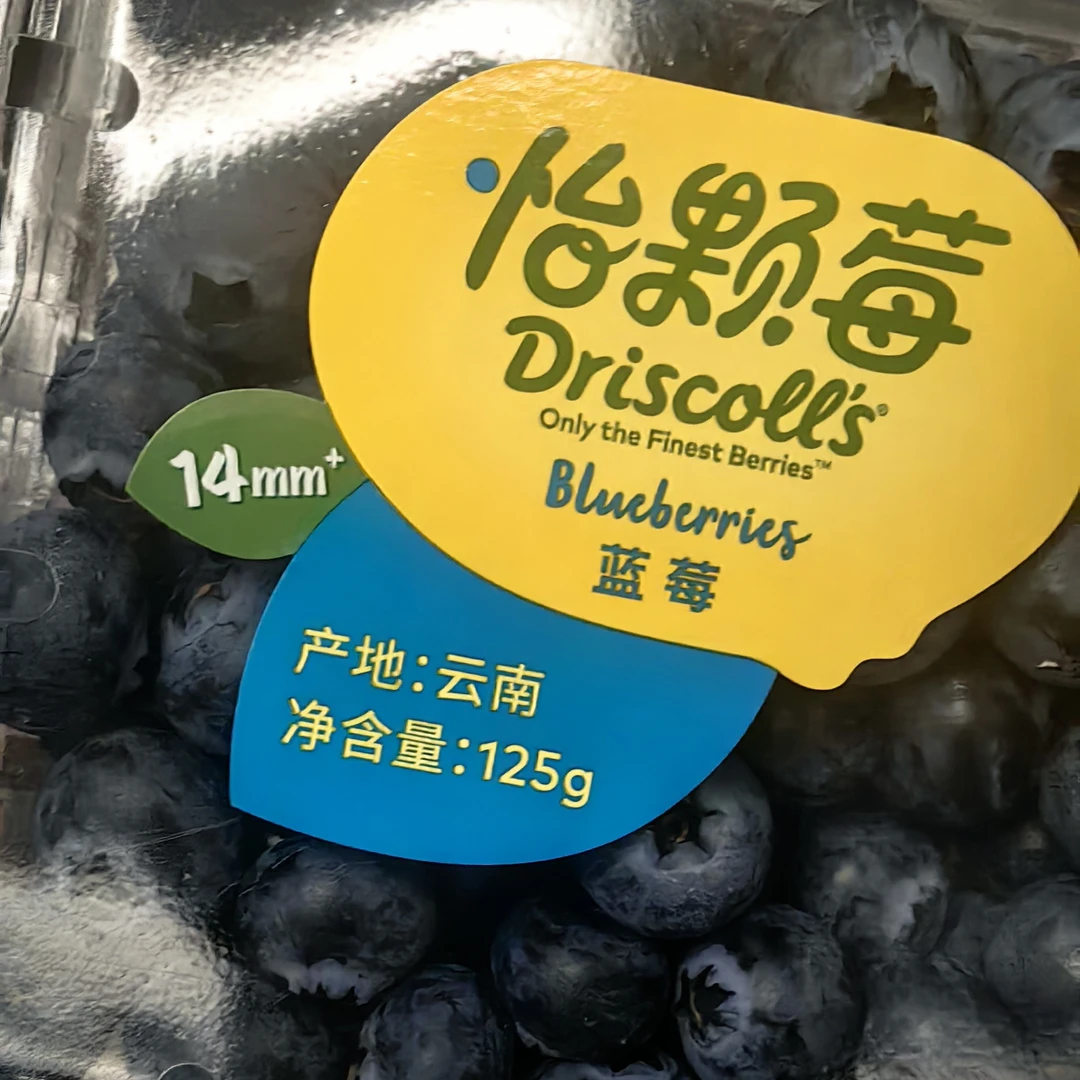 怡颗莓
Driscoll's®
Only the Finest Berries™
Blueberries
蓝莓
14mm+
产地:云南
净含量:125g